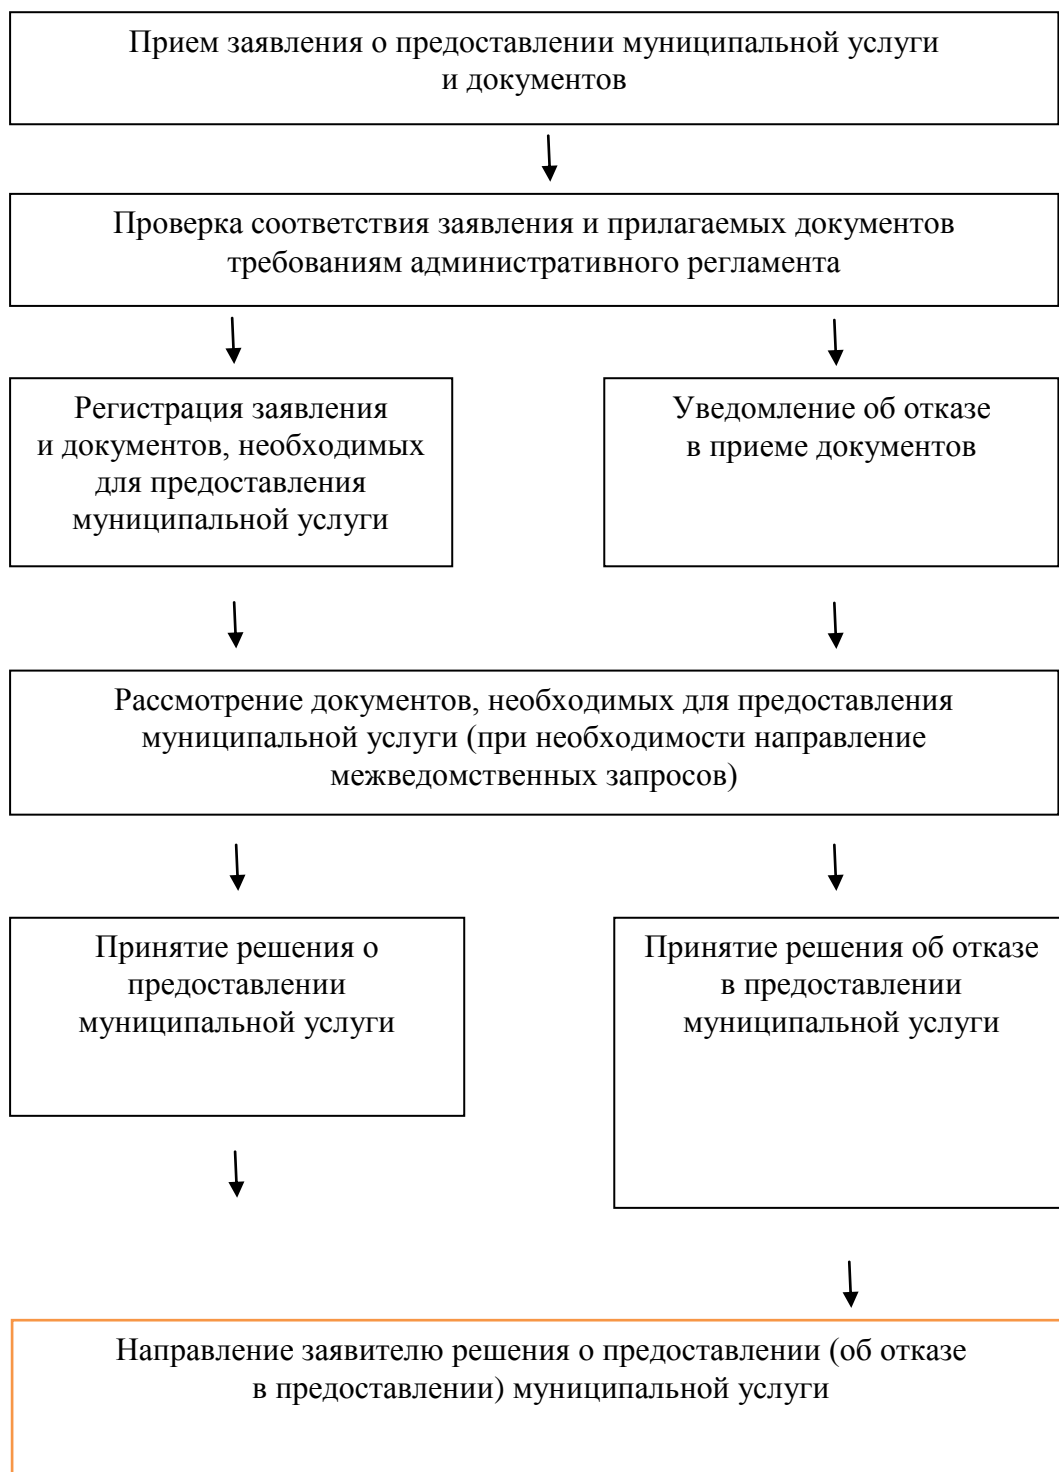 Прием заявления о предоставлении муниципальной услуги
и документов
Проверка соответствия заявления и прилагаемых документов
требованиям административного регламента
Регистрация заявления
и документов, необходимых
для предоставления
муниципальной услуги
Уведомление об отказе
в приеме документов
Рассмотрение документов, необходимых для предоставления
муниципальной услуги (при необходимости направление
межведомственных запросов)
Принятие решения о
предоставлении
муниципальной услуги
Принятие решения об отказе
в предоставлении
муниципальной услуги
Направление заявителю решения о предоставлении (об отказе
в предоставлении) муниципальной услуги